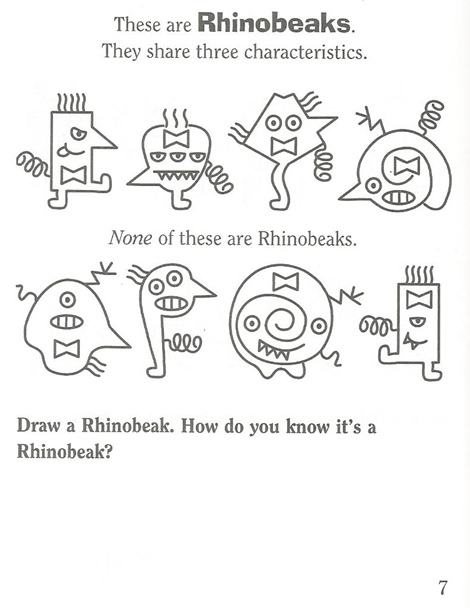 These are Rhinobeaks.
They share three characteristics.
None of these are Rhinobeaks.
Draw a Rhinobeak. How do you know it's a
Rhinobeak?
7